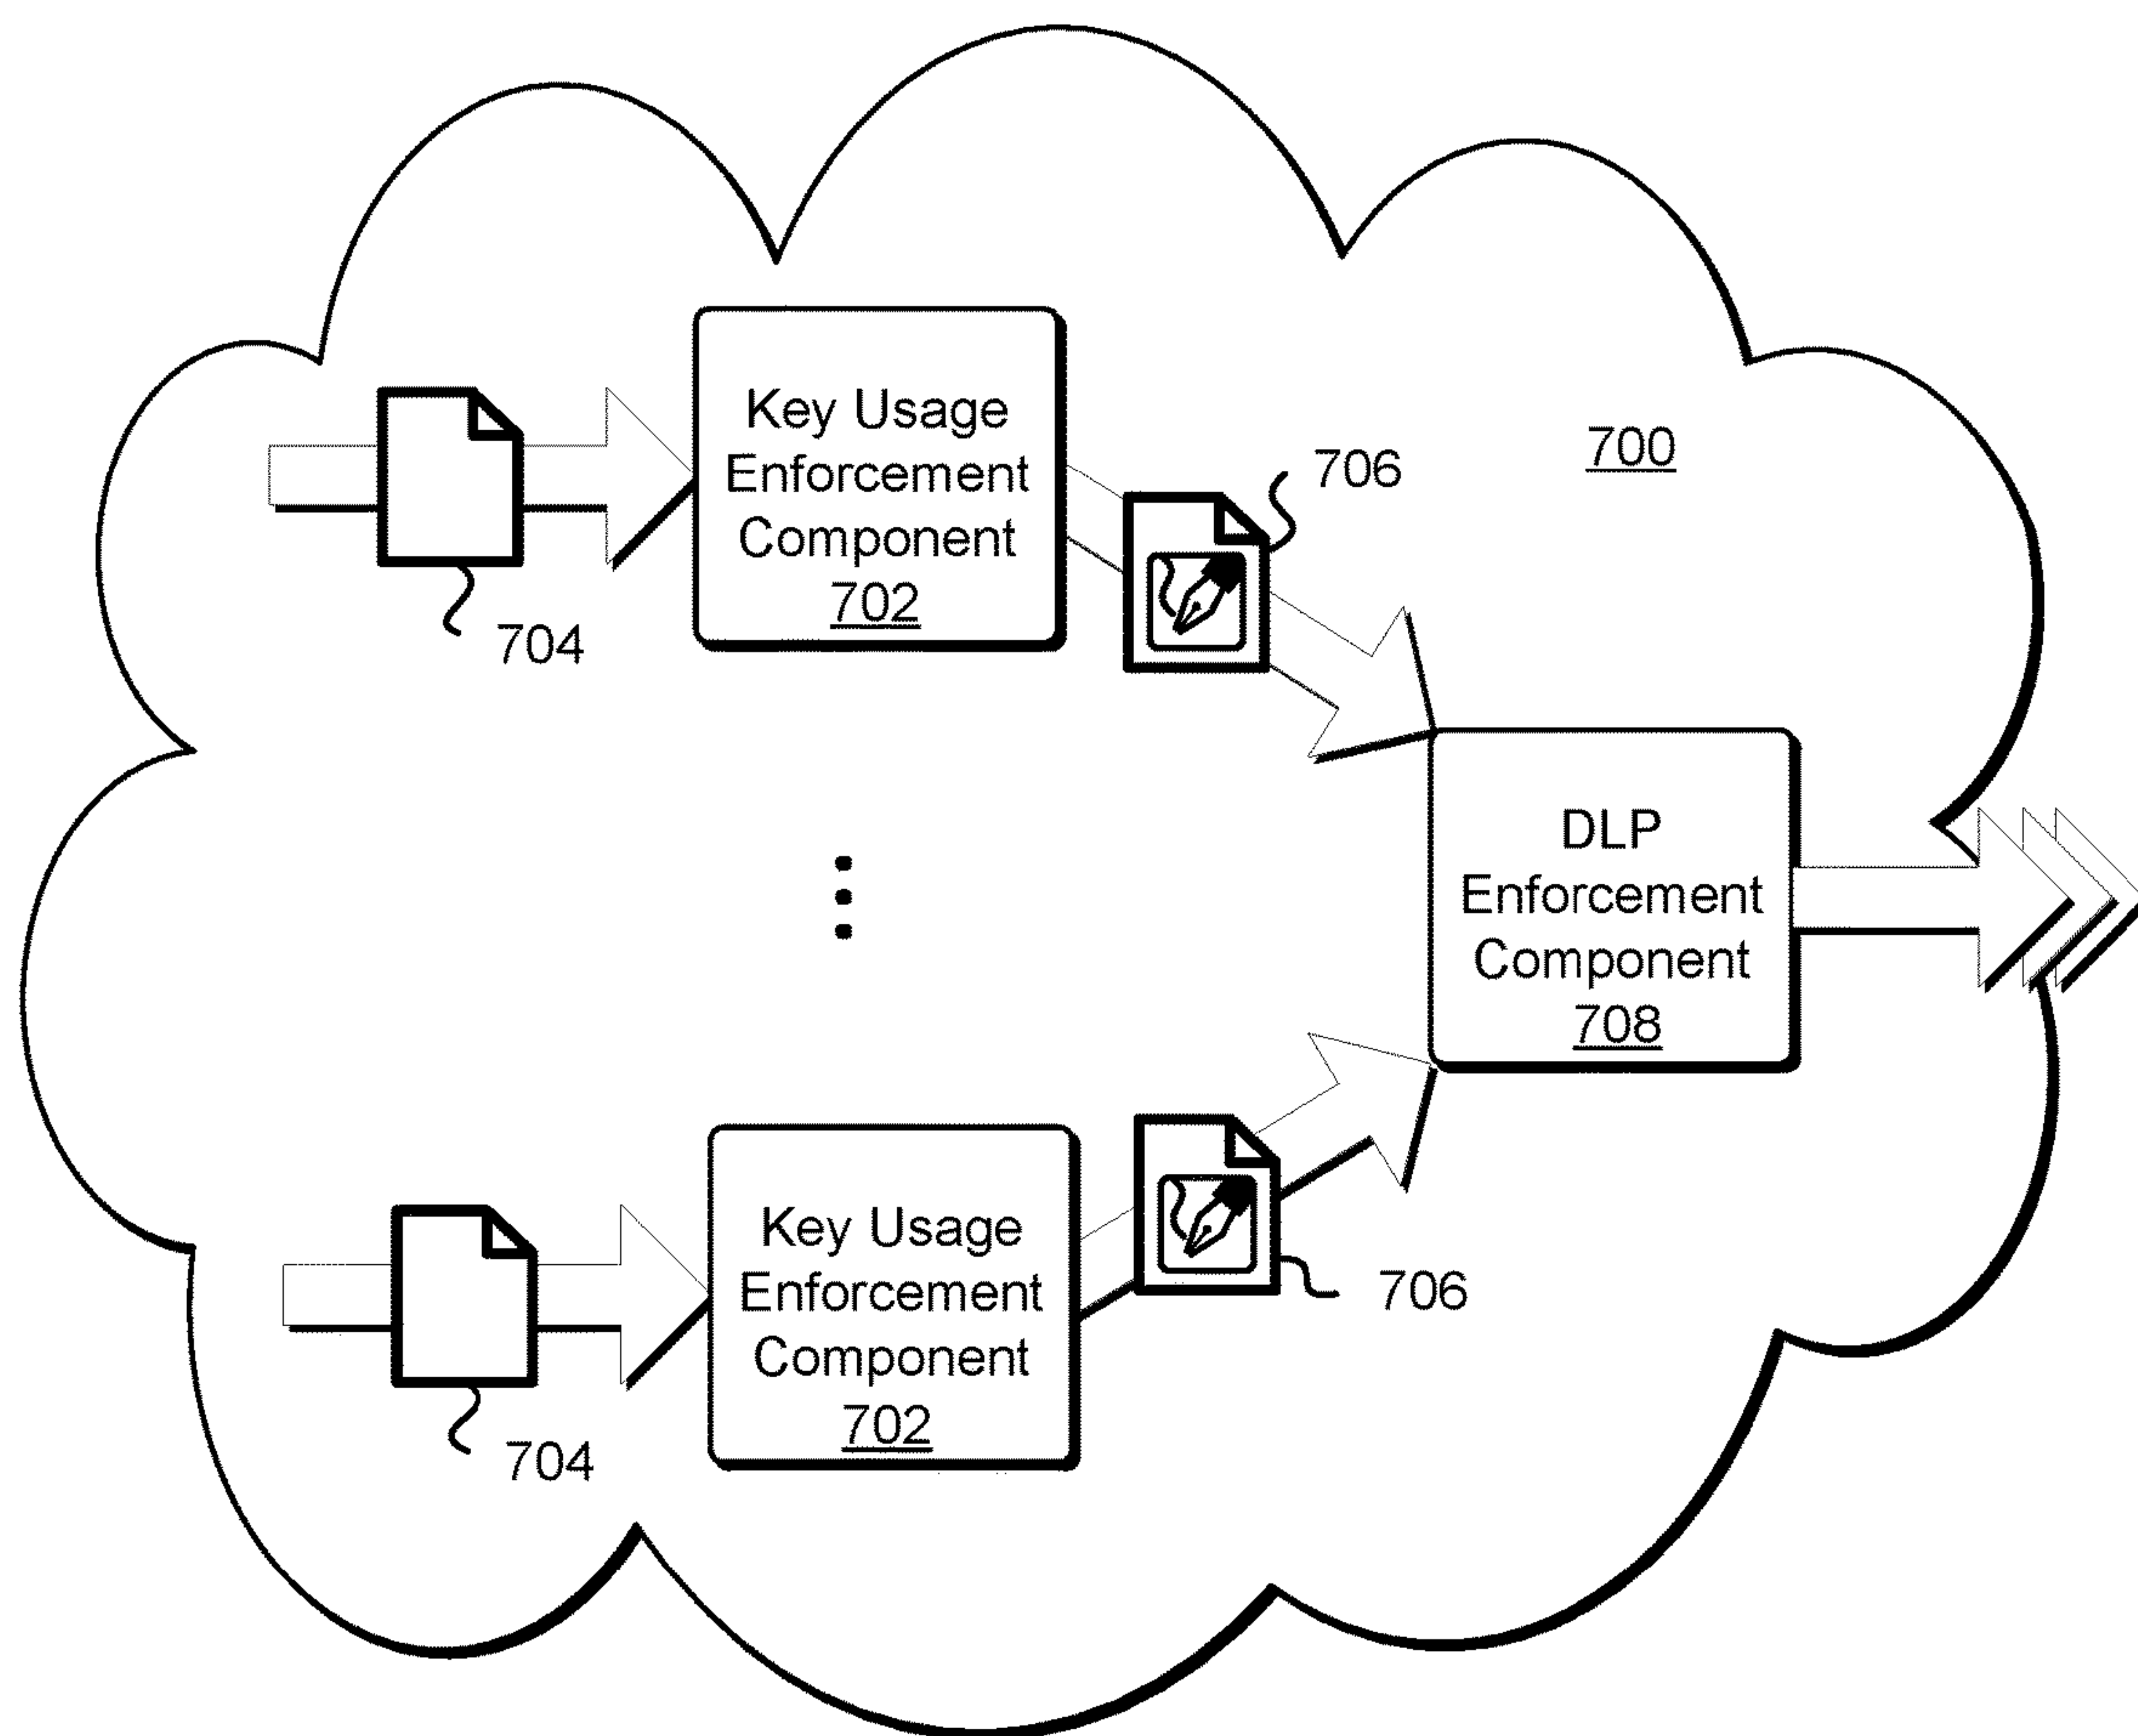 Key Usage
Enforcement
Component
702
700
706
704
DLP
Enforcement
Component
708
Key Usage
Enforcement
Component
702
706
704